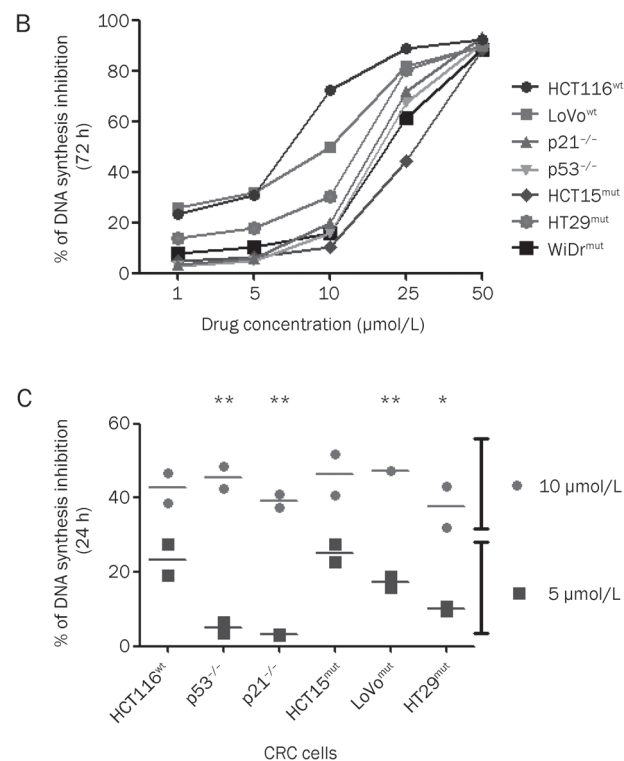 B
100
80
60
40
20
0
% of DNA synthesis inhibition
(72 h)
1 5 10 25 50
Drug concentration (μmol/L)
HCT116wt
LoVowt
p21-/-
p53-/-
HCT15mut
HT29mut
WiDrmut
C
** ** ** *
60
40
20
0
% of DNA synthesis inhibition
(24 h)
10 μmol/L
5 μmol/L
HCT116wt
p53-/-
p21-/-
HCT15mut
LoVomut
HT29mut
CRC cells